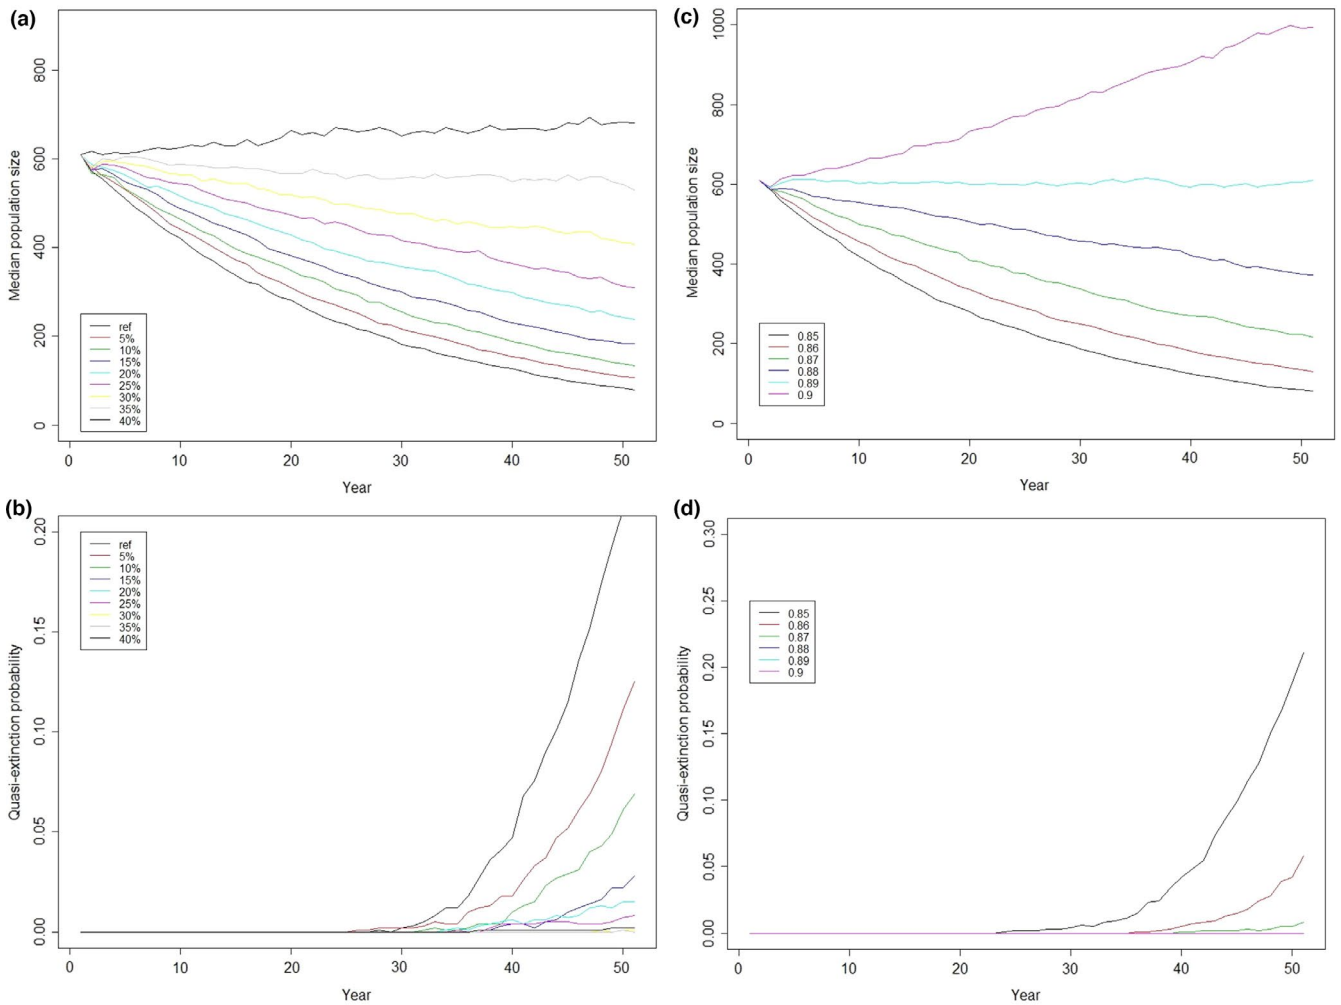 (a)
Median population size
800
600
400
200
0
ref
5%
10%
15%
20%
25%
30%
35%
40%
0 10 20 30 40 50
Year
(c)
Median population size
1000
800
600
400
200
0
0.85
0.86
0.87
0.88
0.89
0.9
0 10 20 30 40 50
Year
(b)
Quasi-extinction probability
0.20
0.15
0.10
0.05
0.00
ref
5%
10%
15%
20%
25%
30%
35%
40%
0 10 20 30 40 50
Year
(d)
Quasi-extinction probability
0.30
0.25
0.20
0.15
0.10
0.05
0.00
0.85
0.86
0.87
0.88
0.89
0.9
0 10 20 30 40 50
Year